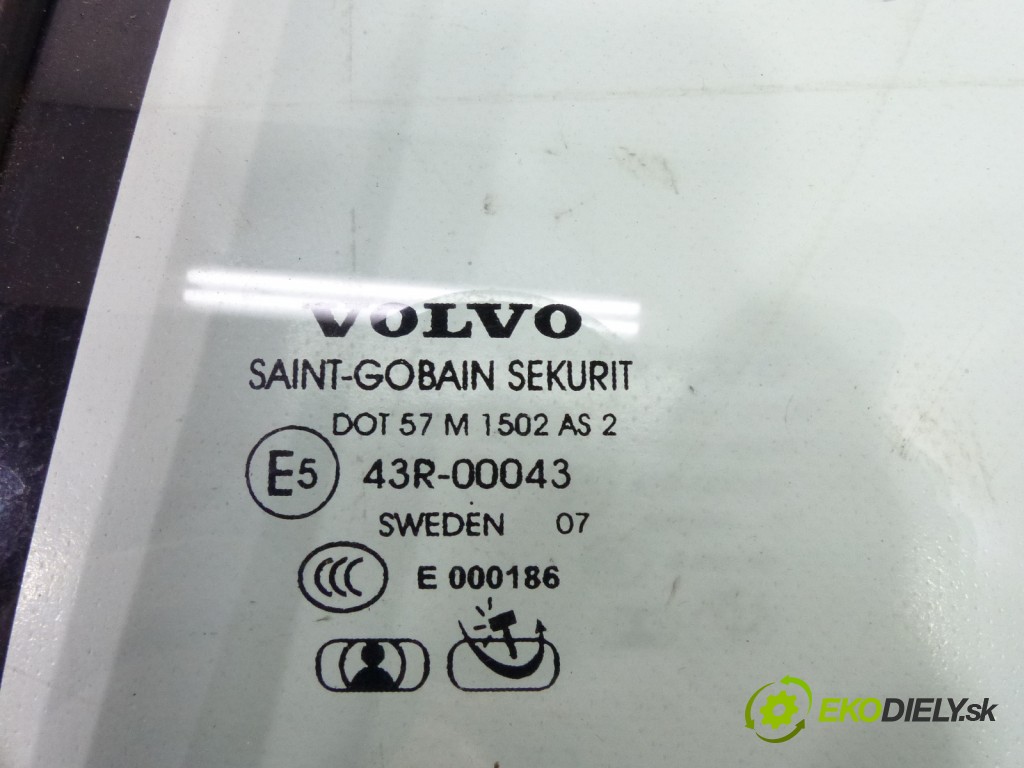 VOLVO
SAINT-GOBAIN SEKURIT
DOT 57 M 1502 AS 2
E5 43R-00043
SWEDEN 07
CCC E 000186
EKODIELY.sk